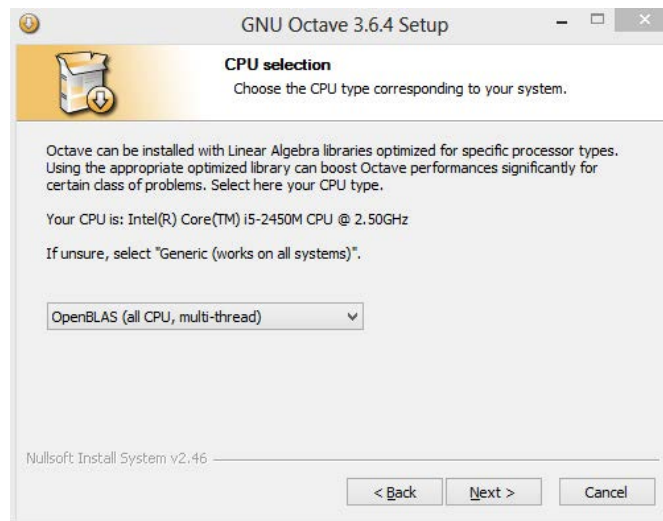 GNU Octave 3.6.4 Setup
CPU selection
Choose the CPU type corresponding to your system.
Octave can be installed with Linear Algebra libraries optimized for specific processor types.
Using the appropriate optimized library can boost Octave performances significantly for
certain class of problems. Select here your CPU type.
Your CPU is: Intel(R) Core(TM) i5-2450M CPU @ 2.50GHz
If unsure, select "Generic (works on all systems)".
OpenBLAS (all CPU, multi-thread)
Nullsoft Install System v2.46
< Back Next > Cancel